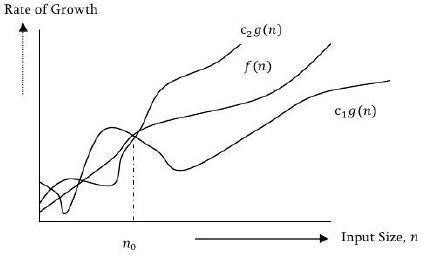 Rate of Growth
c₂g(n)
f(n)
c₁g(n)
n₀
Input Size, n